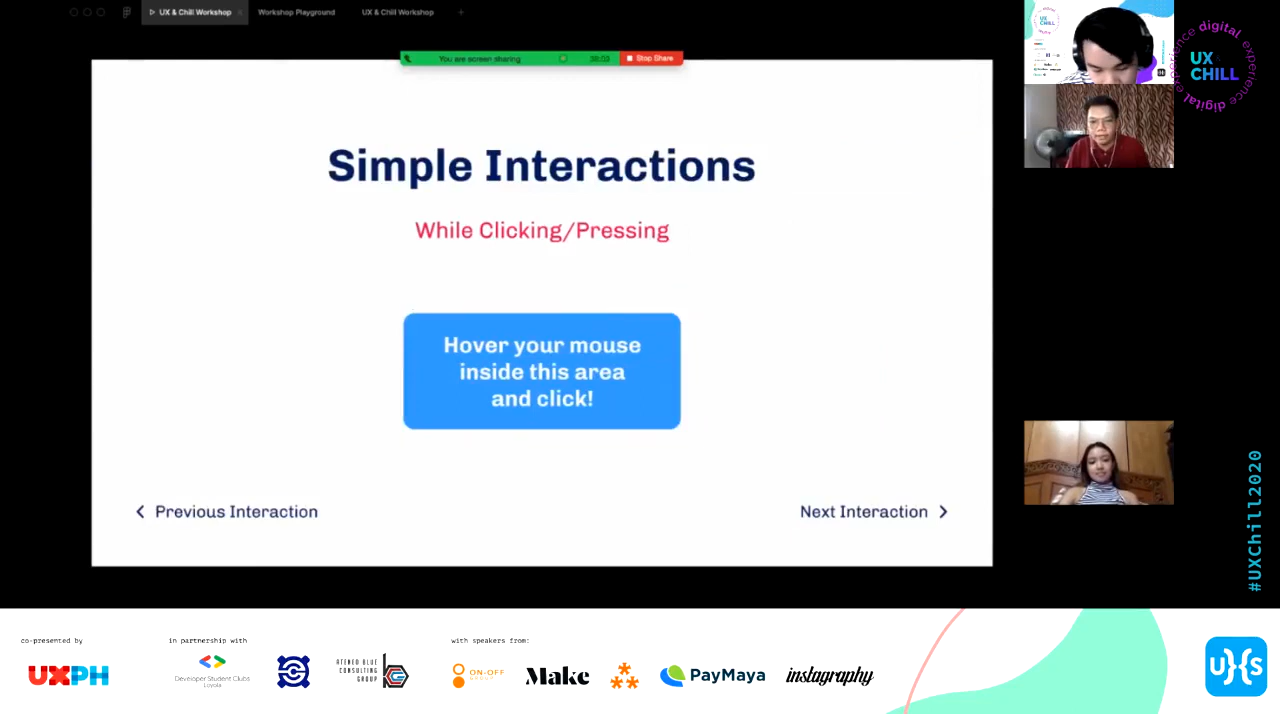 UX & Chill Workshop
Workshop Playground
UX & Chill Workshop
You are screen sharing
Stop Share
Simple Interactions
While Clicking/Pressing
Hover your mouse
inside this area
and click!
Previous Interaction
Next Interaction
UX
CHILL
digital experience digital experience
#UXChill2020
co-presented by
UXPH
in partnership with
Developer Student Clubs
Loyola
ATENEO BLUE
CONSULTING
GROUP
with speakers from:
ON-OFF
GROUP
Make
PayMaya
instagraphy